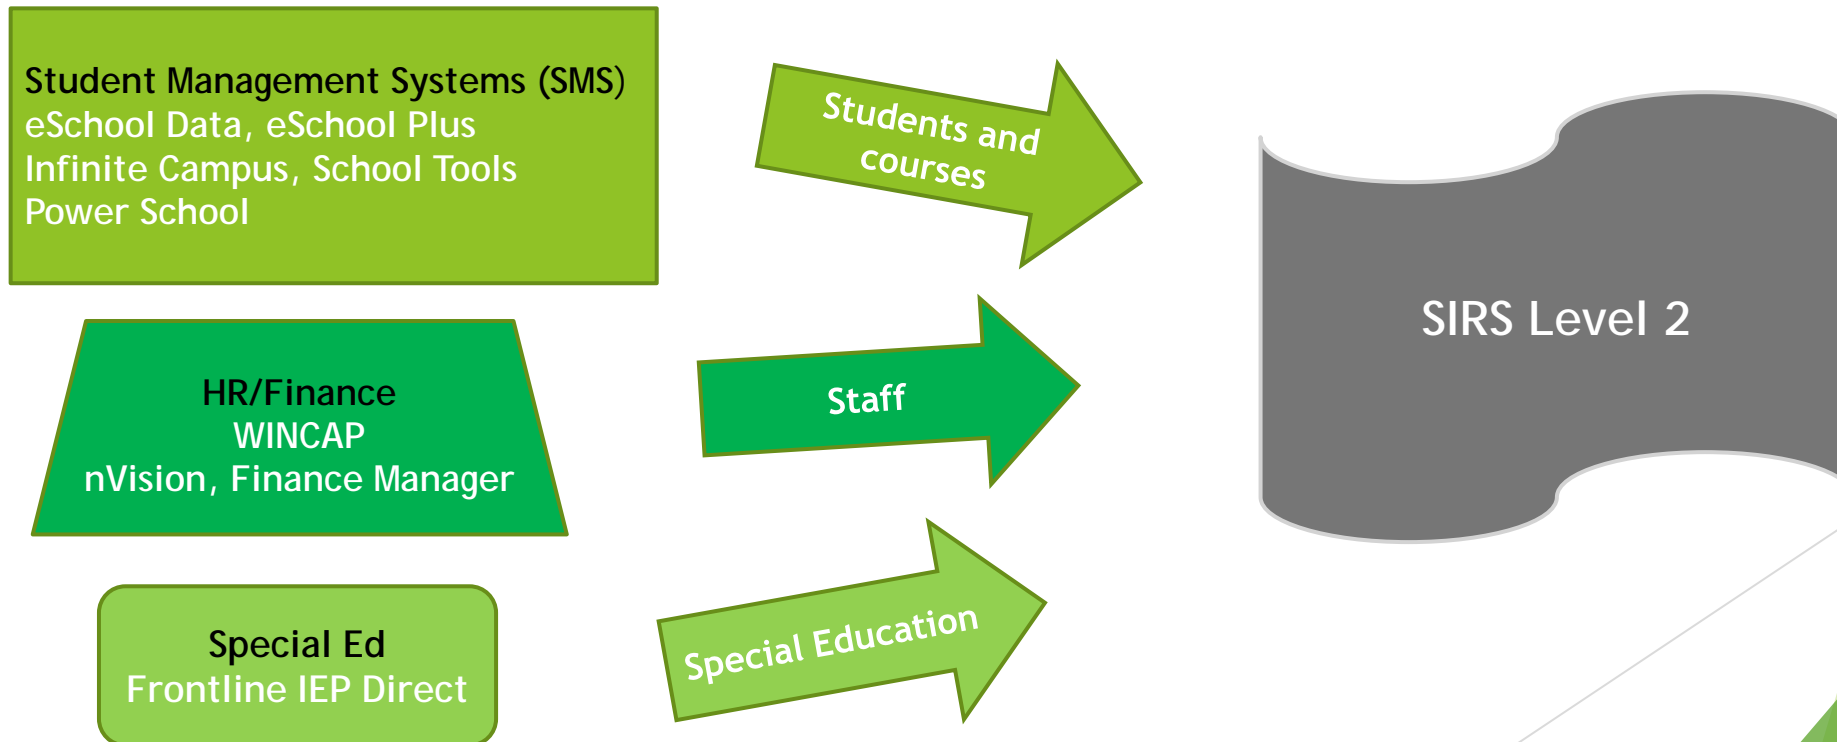 Student Management Systems (SMS)
eSchool Data, eSchool Plus
Infinite Campus, School Tools
Power School
Students and
courses
HR/Finance
WINCAP
nVision, Finance Manager
Staff
Special Ed
Frontline IEP Direct
Special Education
SIRS Level 2